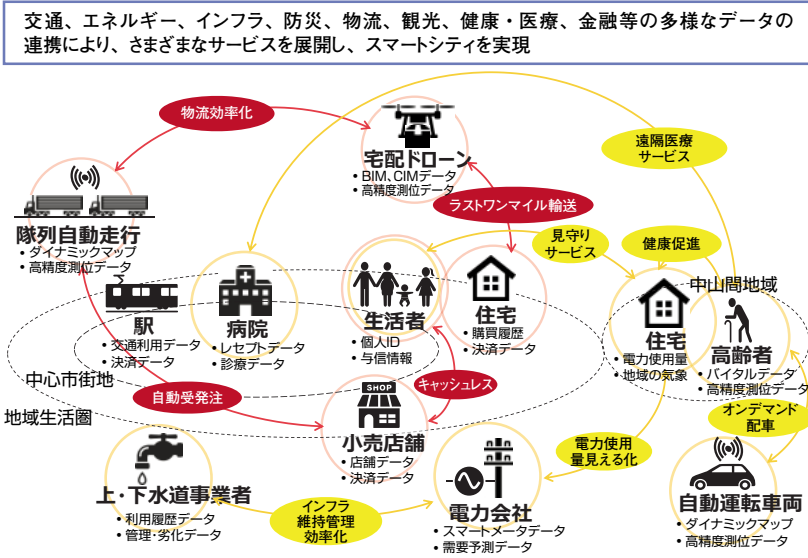 交通、エネルギー、インフラ、防災、物流、観光、健康・医療、金融等の多様なデータの
連携により、さまざまなサービスを展開し、スマートシティを実現
物流効率化
宅配ドローン
• BIM、CIMデータ
• 高精度測位データ
遠隔医療
サービス
隊列自動走行
• ダイナミックマップ
• 高精度測位データ
ラストワンマイル輸送
見守り
サービス
健康促進
中山間地域
駅
• 交通利用データ
• 決済データ
病院
• レセプトデータ
• 診療データ
生活者
• 個人ID
• 与信情報
住宅
• 購買履歴
• 決済データ
住宅
• 電力使用量
• 地域の気象
高齢者
• バイタルデータ
• 高精度測位データ
中心市街地
地域生活圏
自動受発注
キャッシュレス
SHOP
小売店舗
• 店舗データ
• 決済データ
オンデマンド
配車
電力使用
量見える化
上・下水道事業者
• 利用履歴データ
• 管理・劣化データ
インフラ
維持管理
効率化
電力会社
• スマートメータデータ
• 需要予測データ
自動運転車両
• ダイナミックマップ
• 高精度測位データ